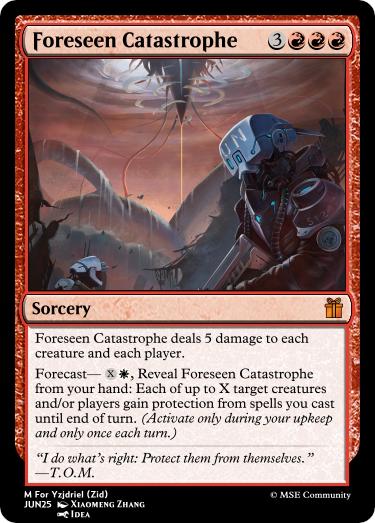 Foreseen Catastrophe 3
Sorcery
Foreseen Catastrophe deals 5 damage to each
creature and each player.
Forecast— X , Reveal Foreseen Catastrophe
from your hand: Each of up to X target creatures
and/or players gain protection from spells you cast
until end of turn. (Activate only during your upkeep
and only once each turn.)
“I do what's right: Protect them from themselves.”
—T.O.M.
M For Yzjdriel (Zid)
JUN25 Xiaomeng Zhang © MSE Community
Idea